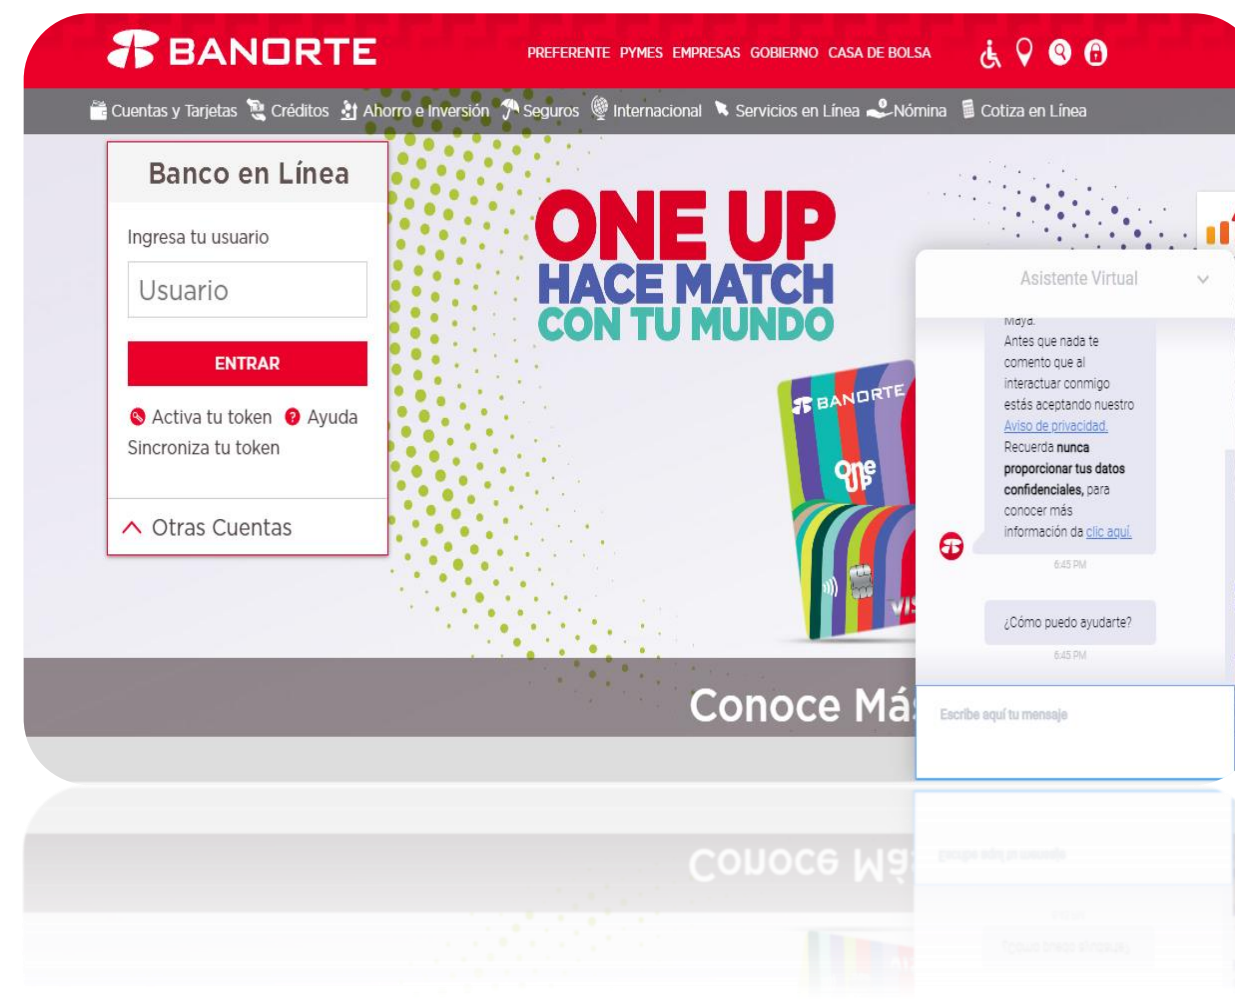 BANORTE
PREFERENTE PYMES EMPRESAS GOBIERNO CASA DE BOLSA
Cuentas y Tarjetas Créditos Ahorro e Inversión Seguros Internacional Servicios en Línea Nómina Cotiza en Línea
Banco en Línea
Ingresa tu usuario
Usuario
ENTRAR
Activa tu token Ayuda
Sincroniza tu token
Otras Cuentas
ONE UP
HACE MATCH
CON TU MUNDO
BANORTE
One
UP
Conoce
Asistente Virtual
Maya.
Antes que nada te
comento que al
interactuar conmigo
estás aceptando nuestro
Aviso de privacidad.
Recuerda nunca
proporcionar tus datos
confidenciales, para
conocer más
información da clic aquí.
6:45 PM
¿Cómo puedo ayudarte?
6:45 PM
Escribe aquí tu mensaje